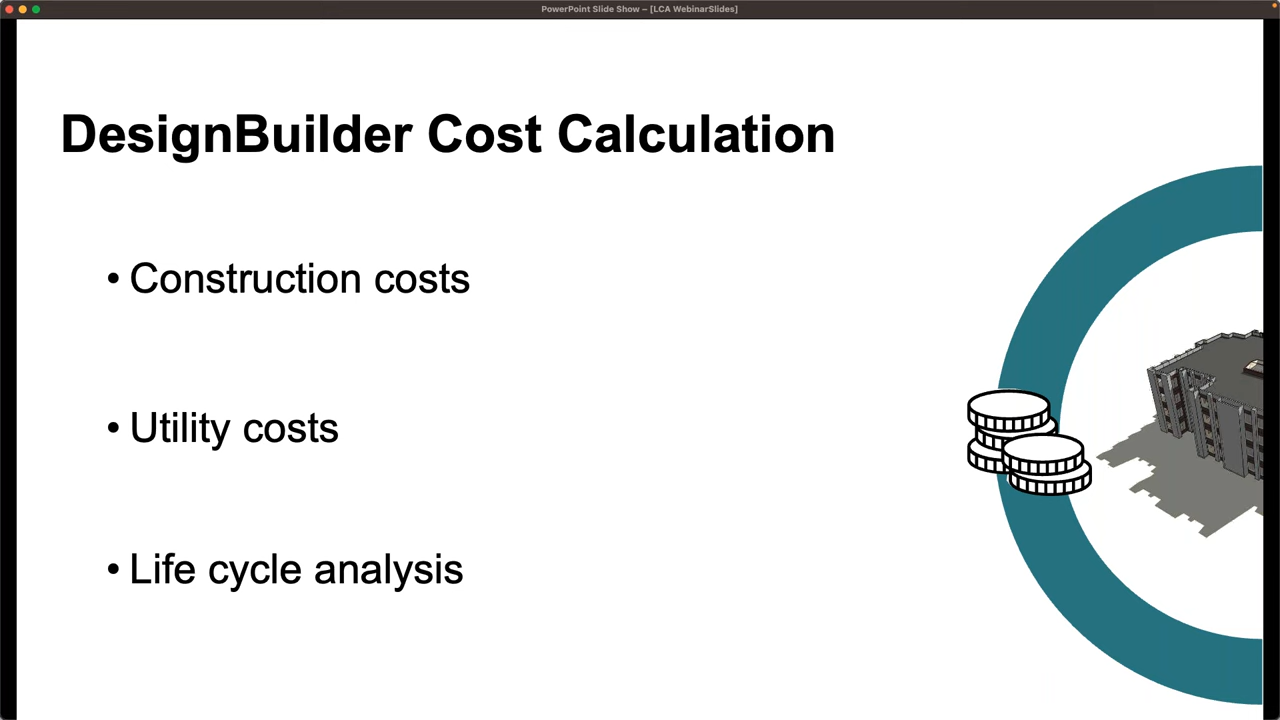 PowerPoint Slide Show – [LCA WebinarSlides]
DesignBuilder Cost Calculation
• Construction costs
• Utility costs
• Life cycle analysis